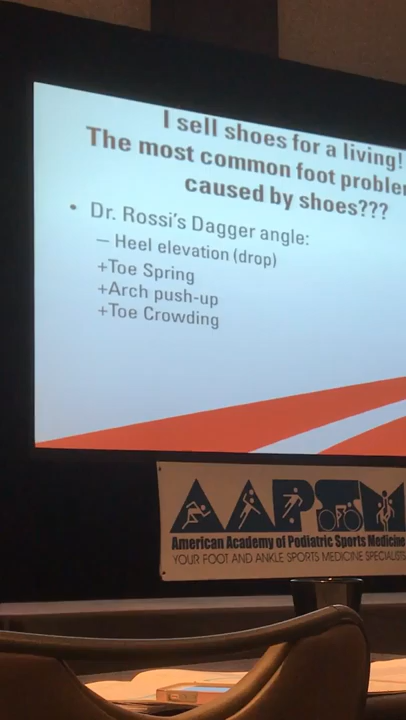 I sell shoes for a living!
The most common foot problem
caused by shoes???
• Dr. Rossi's Dagger angle:
– Heel elevation (drop)
+Toe Spring
+Arch push-up
+Toe Crowding
AAPSM
American Academy of Podiatric Sports Medicine
YOUR FOOT AND ANKLE SPORTS MEDICINE SPECIALISTS